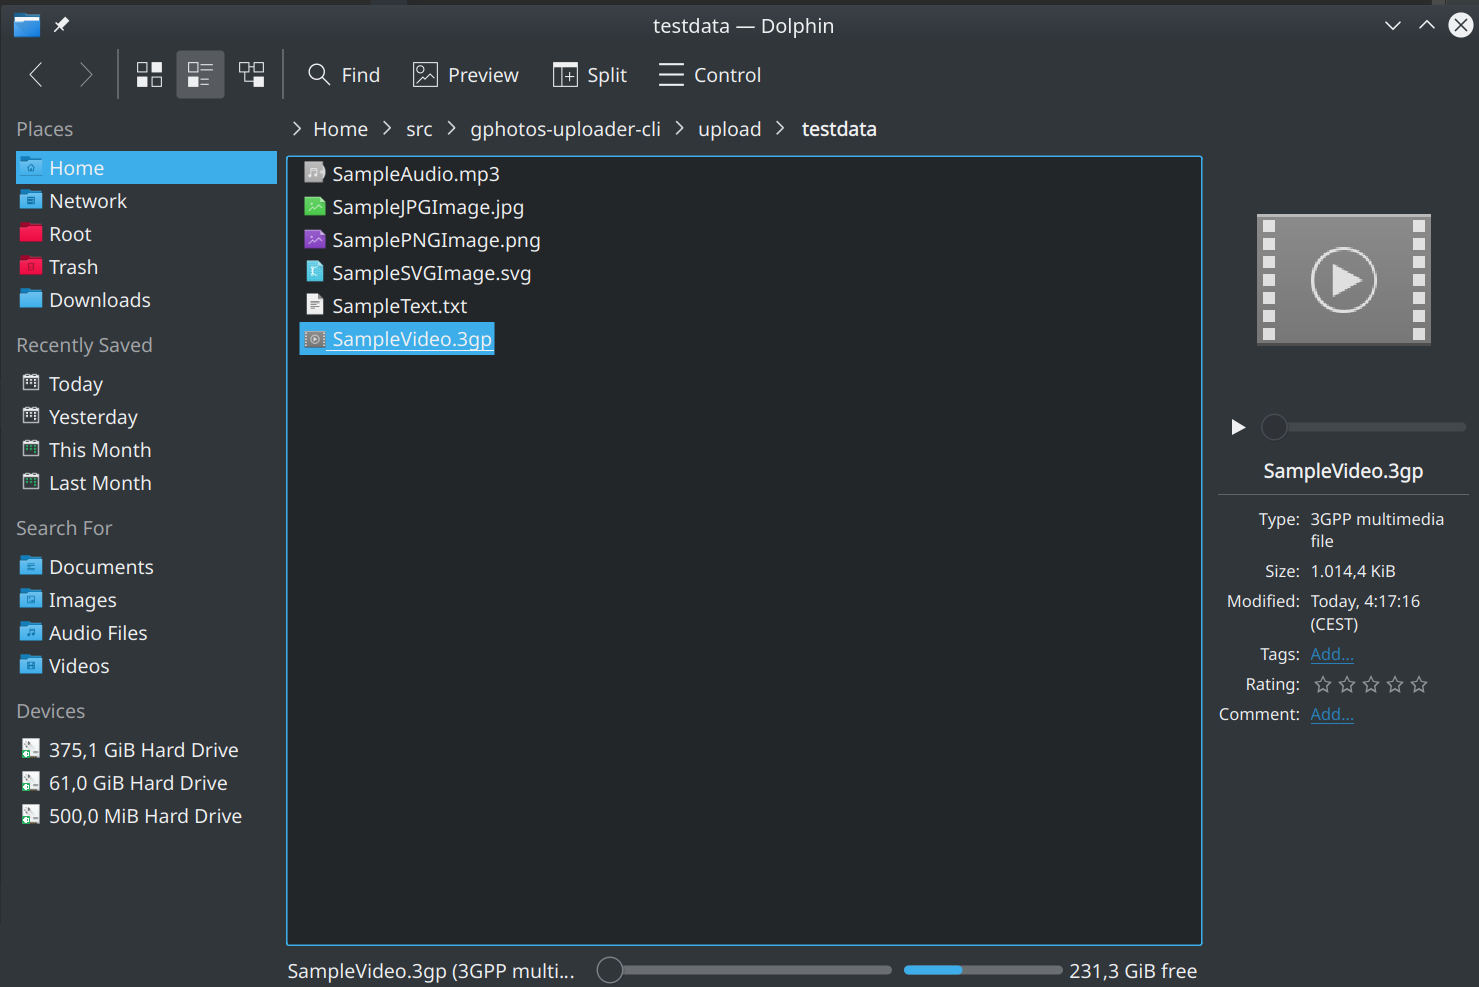 testdata — Dolphin
Find
Preview
Split
Control
Places
Home
Network
Root
Trash
Downloads
Recently Saved
Today
Yesterday
This Month
Last Month
Search For
Documents
Images
Audio Files
Videos
Devices
375,1 GiB Hard Drive
61,0 GiB Hard Drive
500,0 MiB Hard Drive
Home > src > gphotos-uploader-cli > upload > testdata
SampleAudio.mp3
SampleJPGImage.jpg
SamplePNGImage.png
SampleSVGImage.svg
SampleText.txt
SampleVideo.3gp
SampleVideo.3gp
Type: 3GPP multimedia
file
Size: 1.014,4 KiB
Modified: Today, 4:17:16
(CEST)
Tags: Add...
Rating:
Comment: Add...
SampleVideo.3gp (3GPP multi...
231,3 GiB free